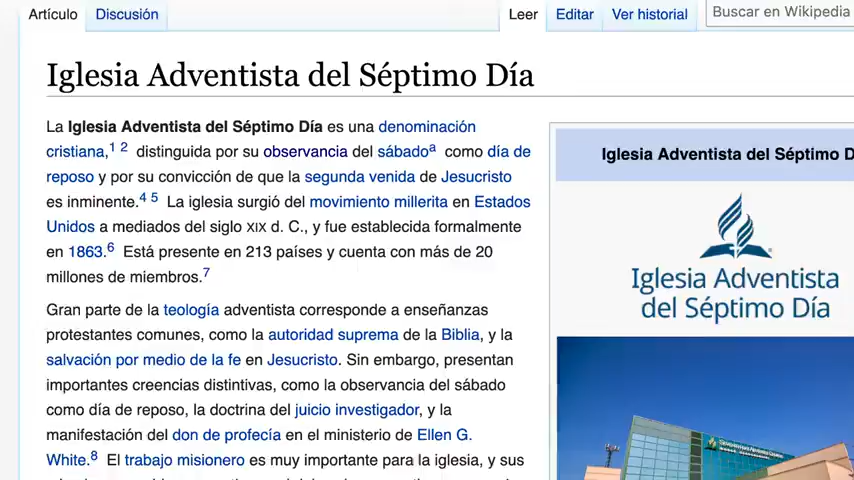 Artículo Discusión Leer Editar Ver historial Buscar en Wikipedia
Iglesia Adventista del Séptimo Día
La Iglesia Adventista del Séptimo Día es una denominación
cristiana,1 2 distinguida por su observancia del sábadoa como día de
reposo y por su convicción de que la segunda venida de Jesucristo
es inminente.4 5 La iglesia surgió del movimiento millerita en Estados
Unidos a mediados del siglo XIX d. C., y fue establecida formalmente
en 1863.6 Está presente en 213 países y cuenta con más de 20
millones de miembros.7
Gran parte de la teología adventista corresponde a enseñanzas
protestantes comunes, como la autoridad suprema de la Biblia, y la
salvación por medio de la fe en Jesucristo. Sin embargo, presentan
importantes creencias distintivas, como la observancia del sábado
como día de reposo, la doctrina del juicio investigador, y la
manifestación del don de profecía en el ministerio de Ellen G.
White.8 El trabajo misionero es muy importante para la iglesia, y sus
Iglesia Adventista del Séptimo D
Iglesia Adventista
del Séptimo Día